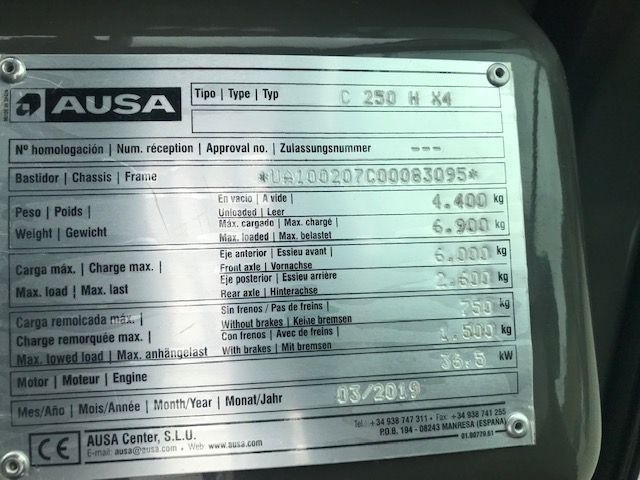 AUSA
Tipo | Type | Typ C 250 H X4
Nº homologación | Num. réception | Approval no. | Zulassungsnummer ---
Bastidor | Chassis | Frame *UA100207C00083095*
Peso | Poids | En vacío | A vide | 4.400 kg
Unloaded | Leer
Weight | Gewicht Máx. cargado | Max. chargé | 6.900 kg
Max. loaded | Max. belastet
Carga máx. | Charge max. | Eje anterior | Essieu avant | 6.000 kg
Front axle | Vornachse
Max. load | Max. last Eje posterior | Essieu arrière 2.600 kg
Rear axle | Hinterachse
Carga remolcada máx. | Sin frenos / Pas de freins | 750 kg
Without brakes | Keine bremsen
Charge remorquée max. | Con frenos | Avec de freins | 1.500 kg
Max. towed load | Max. anhängelast With brakes | Mit bremsen
Motor | Moteur | Engine 36.5 kW
Mes/Año | Mois/Année | Month/Year | Monat/Jahr 03/2019
CE AUSA Center, S.L.U.
E-mail: ausa@ausa.com • Web: www.ausa.com
Tel.: +34 938 747 311 • Fax: +34 938 741 255
P.O.B. 194 - 08243 MANRESA (ESPAÑA)
01.00779.61